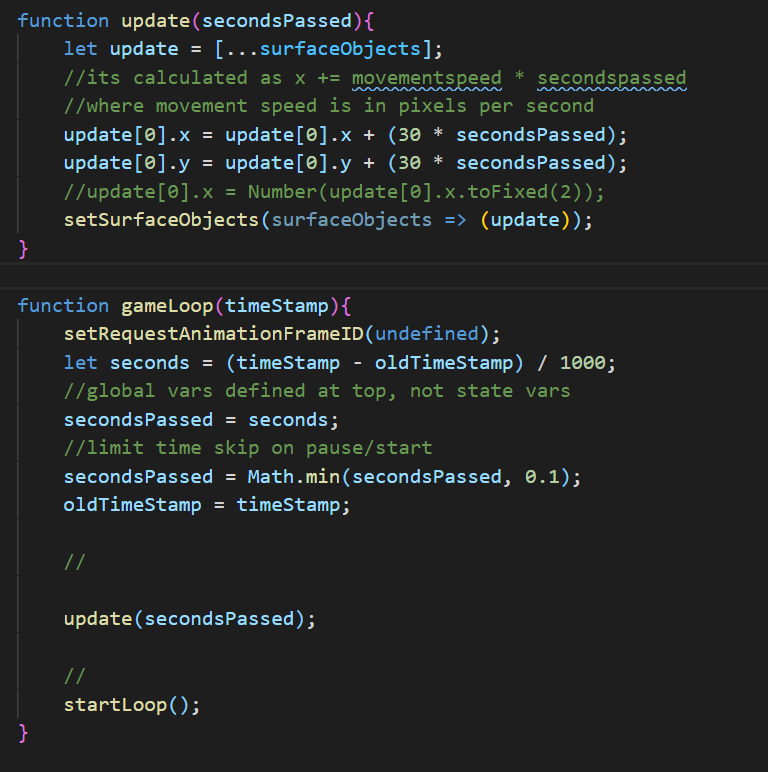 function update(secondsPassed){
let update = [...surfaceObjects];
//its calculated as x += movementspeed * secondspassed
//where movement speed is in pixels per second
update[0].x = update[0].x + (30 * secondsPassed);
update[0].y = update[0].y + (30 * secondsPassed);
//update[0].x = Number(update[0].x.toFixed(2));
setSurfaceObjects(surfaceObjects => (update));
}
function gameLoop(timeStamp){
setRequestAnimationFrameID(undefined);
let seconds = (timeStamp - oldTimeStamp) / 1000;
//global vars defined at top, not state vars
secondsPassed = seconds;
//limit time skip on pause/start
secondsPassed = Math.min(secondsPassed, 0.1);
oldTimeStamp = timeStamp;
//
update(secondsPassed);
//
startLoop();
}